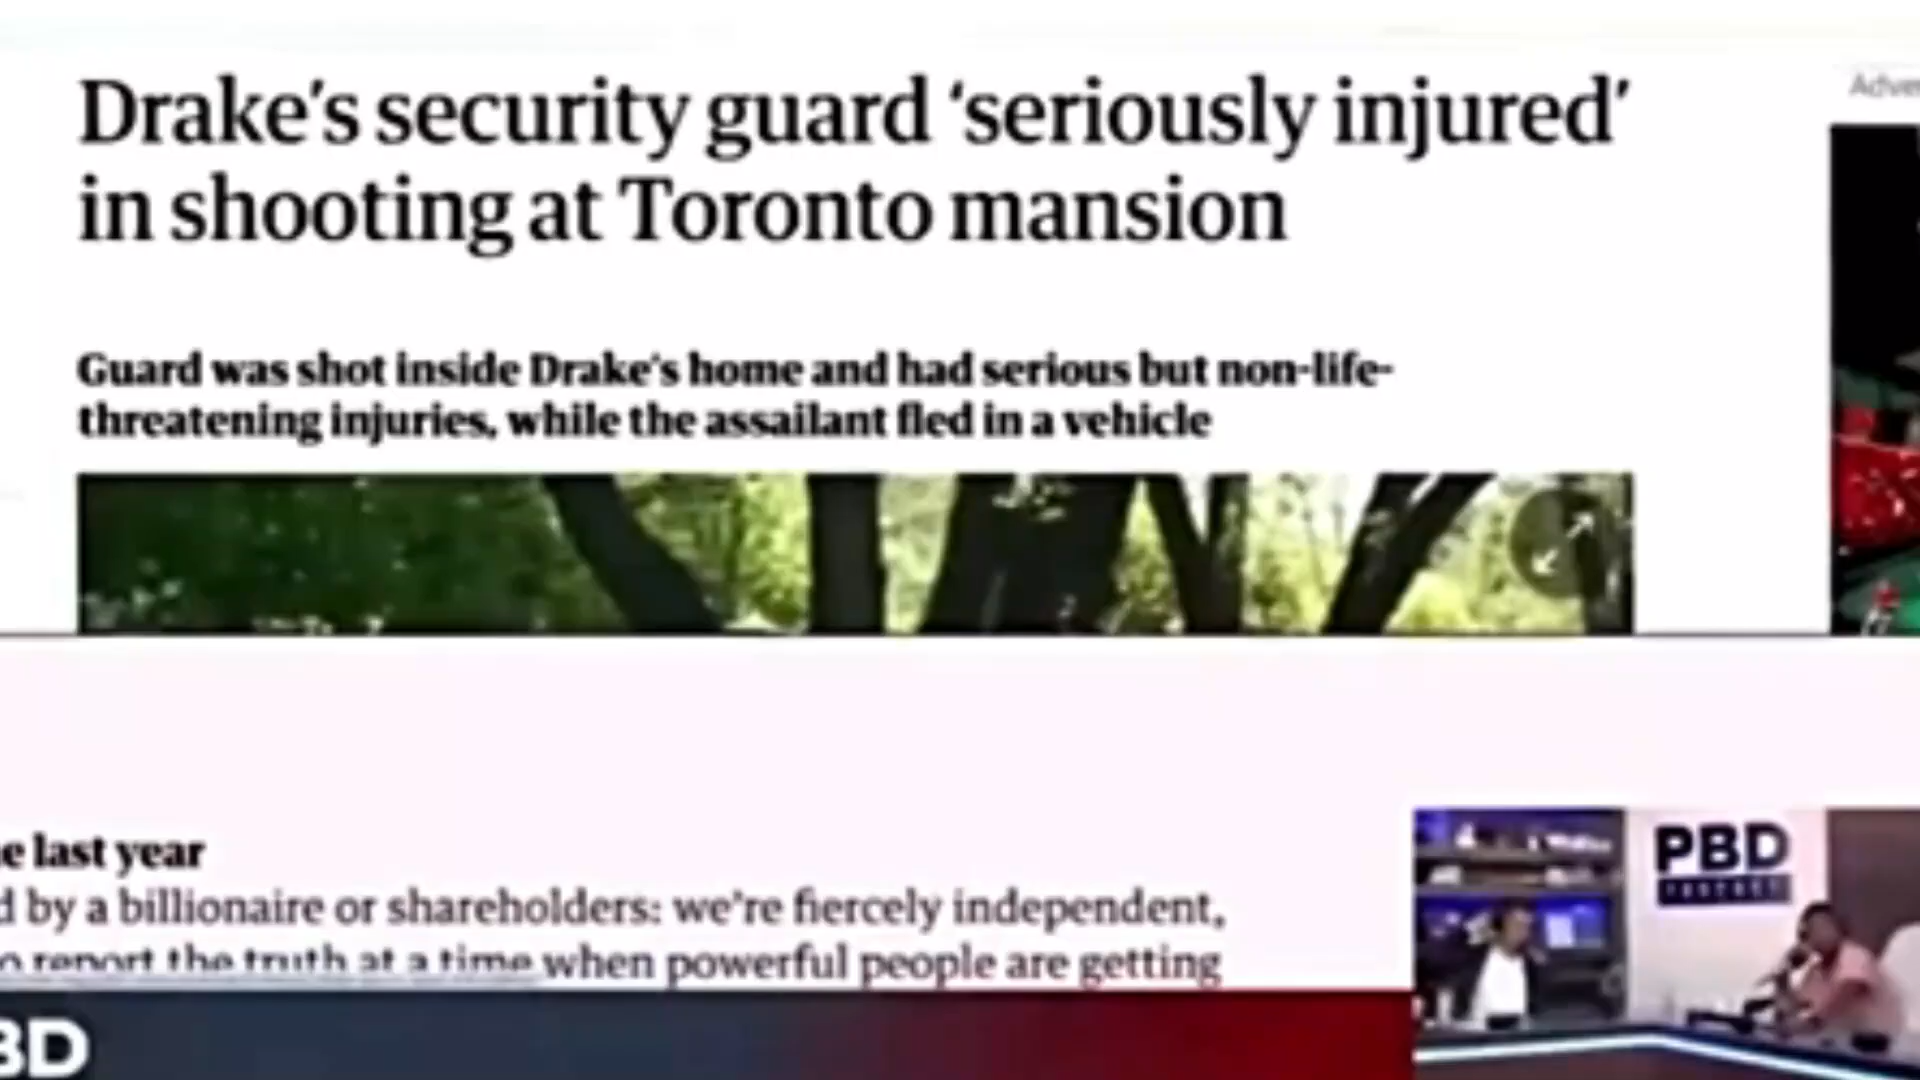 Adve
Drake's security guard ‘seriously injured’
in shooting at Toronto mansion
Guard was shot inside Drake's home and had serious but non-life-
threatening injuries, while the assailant fled in a vehicle
e last year
d by a billionaire or shareholders: we're fiercely independent,
o report the truth at a time when powerful people are getting
PBD
PODCAST
BD